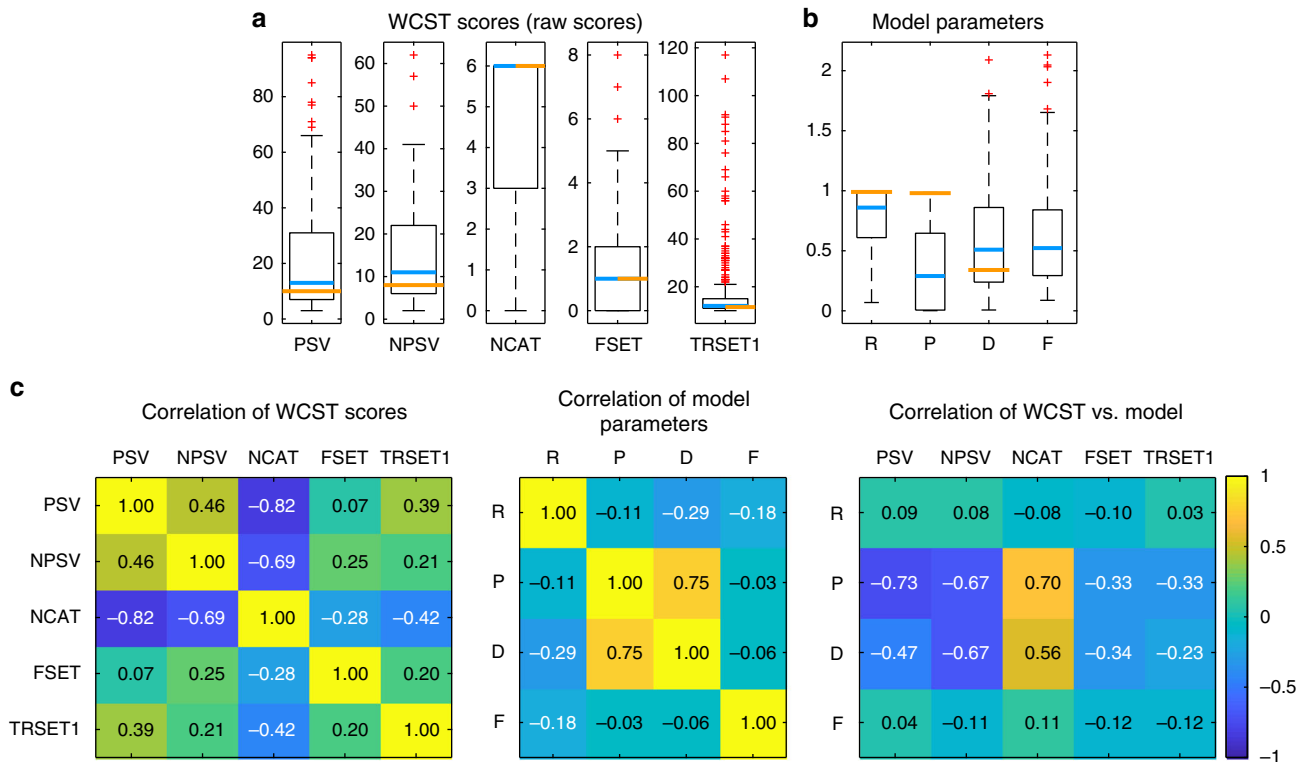 a
WCST scores (raw scores)
80
60
40
20
0
PSV
60
50
40
30
20
10
0
NPSV
6
5
4
3
2
1
0
NCAT
8
6
4
2
0
FSET
120
100
80
60
40
20
TRSET1
b
Model parameters
2
1.5
1
0.5
0
R P D F
c
Correlation of WCST scores
PSV NPSV NCAT FSET TRSET1
PSV 1.00 0.46 −0.82 0.07 0.39
NPSV 0.46 1.00 −0.69 0.25 0.21
NCAT −0.82 −0.69 1.00 −0.28 −0.42
FSET 0.07 0.25 −0.28 1.00 0.20
TRSET1 0.39 0.21 −0.42 0.20 1.00
Correlation of model
parameters
R P D F
R 1.00 −0.11 −0.29 −0.18
P −0.11 1.00 0.75 −0.03
D −0.29 0.75 1.00 −0.06
F −0.18 −0.03 −0.06 1.00
Correlation of WCST vs. model
PSV NPSV NCAT FSET TRSET1
R 0.09 0.08 −0.08 −0.10 0.03
P −0.73 −0.67 0.70 −0.33 −0.33
D −0.47 −0.67 0.56 −0.34 −0.23
F 0.04 −0.11 0.11 −0.12 −0.12
1
0.5
0
−0.5
−1